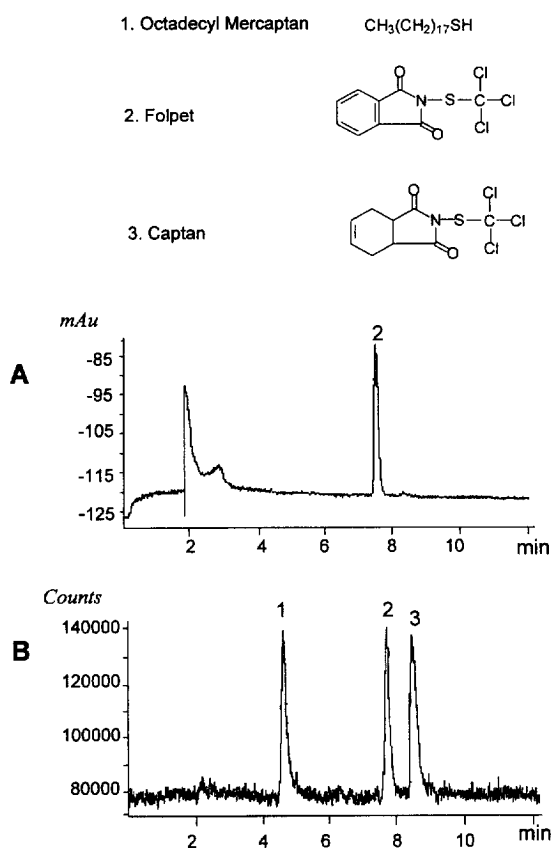 1. Octadecyl Mercaptan CH3(CH2)17SH
O
Cl
2. Folpet N S C Cl
Cl
O
O
Cl
3. Captan N S C Cl
Cl
O
mAu
2
A
-85
-95
-105
-115
-125
2 4 6 8 10 min
Counts
1 2 3
B
140000
120000
100000
80000
2 4 6 8 10 min